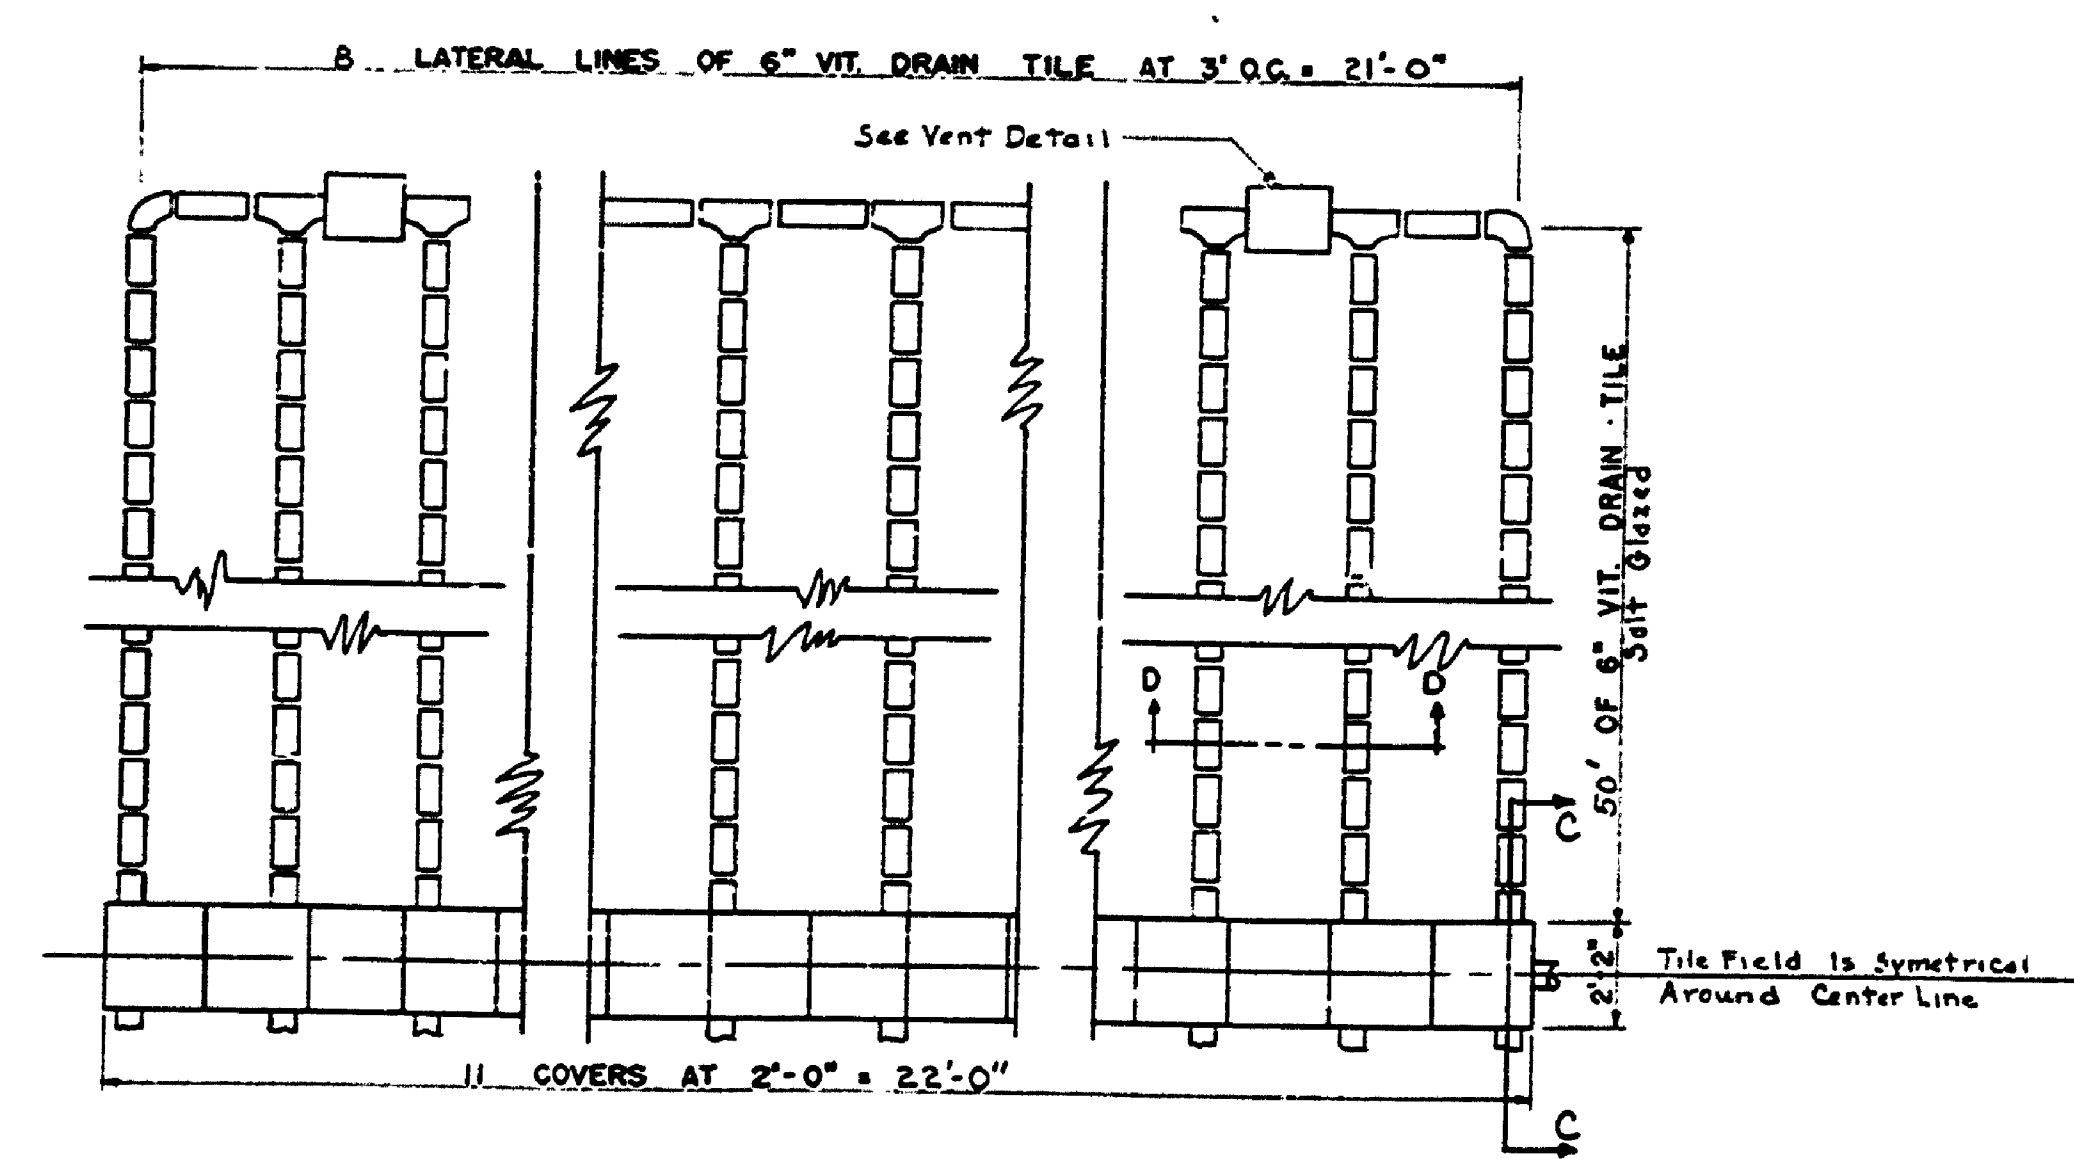 8 LATERAL LINES OF 6" VIT. DRAIN TILE AT 3' O.C. = 21'-0"
See Vent Detail
50' OF 6" VIT. DRAIN · TILE
Salt Glazed
D D
C
2'-2"
Tile Field Is Symetrical
Around Center Line
11 COVERS AT 2'-0" = 22'-0"
C